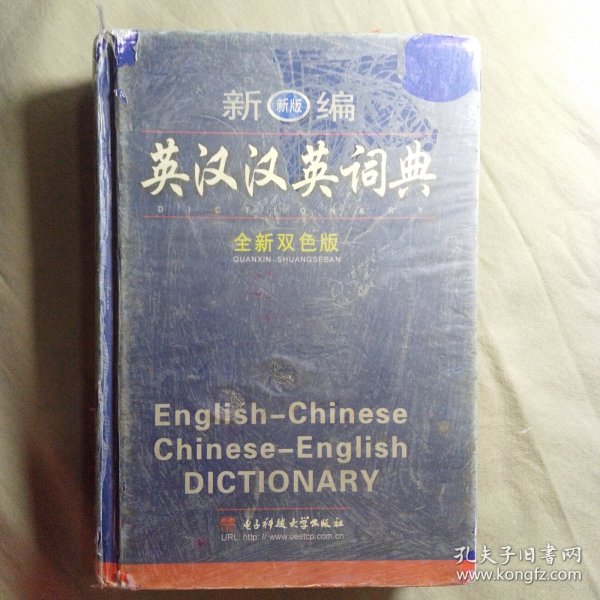 新 新版 编
英汉汉英词典
DICTIONARY
全新双色版
QUANXIN-SHUANGSEBAN
English-Chinese
Chinese-English
DICTIONARY
电子科技大学出版社
URL: http://www.uestcp.com.cn
孔夫子旧书网
www.kongfz.com